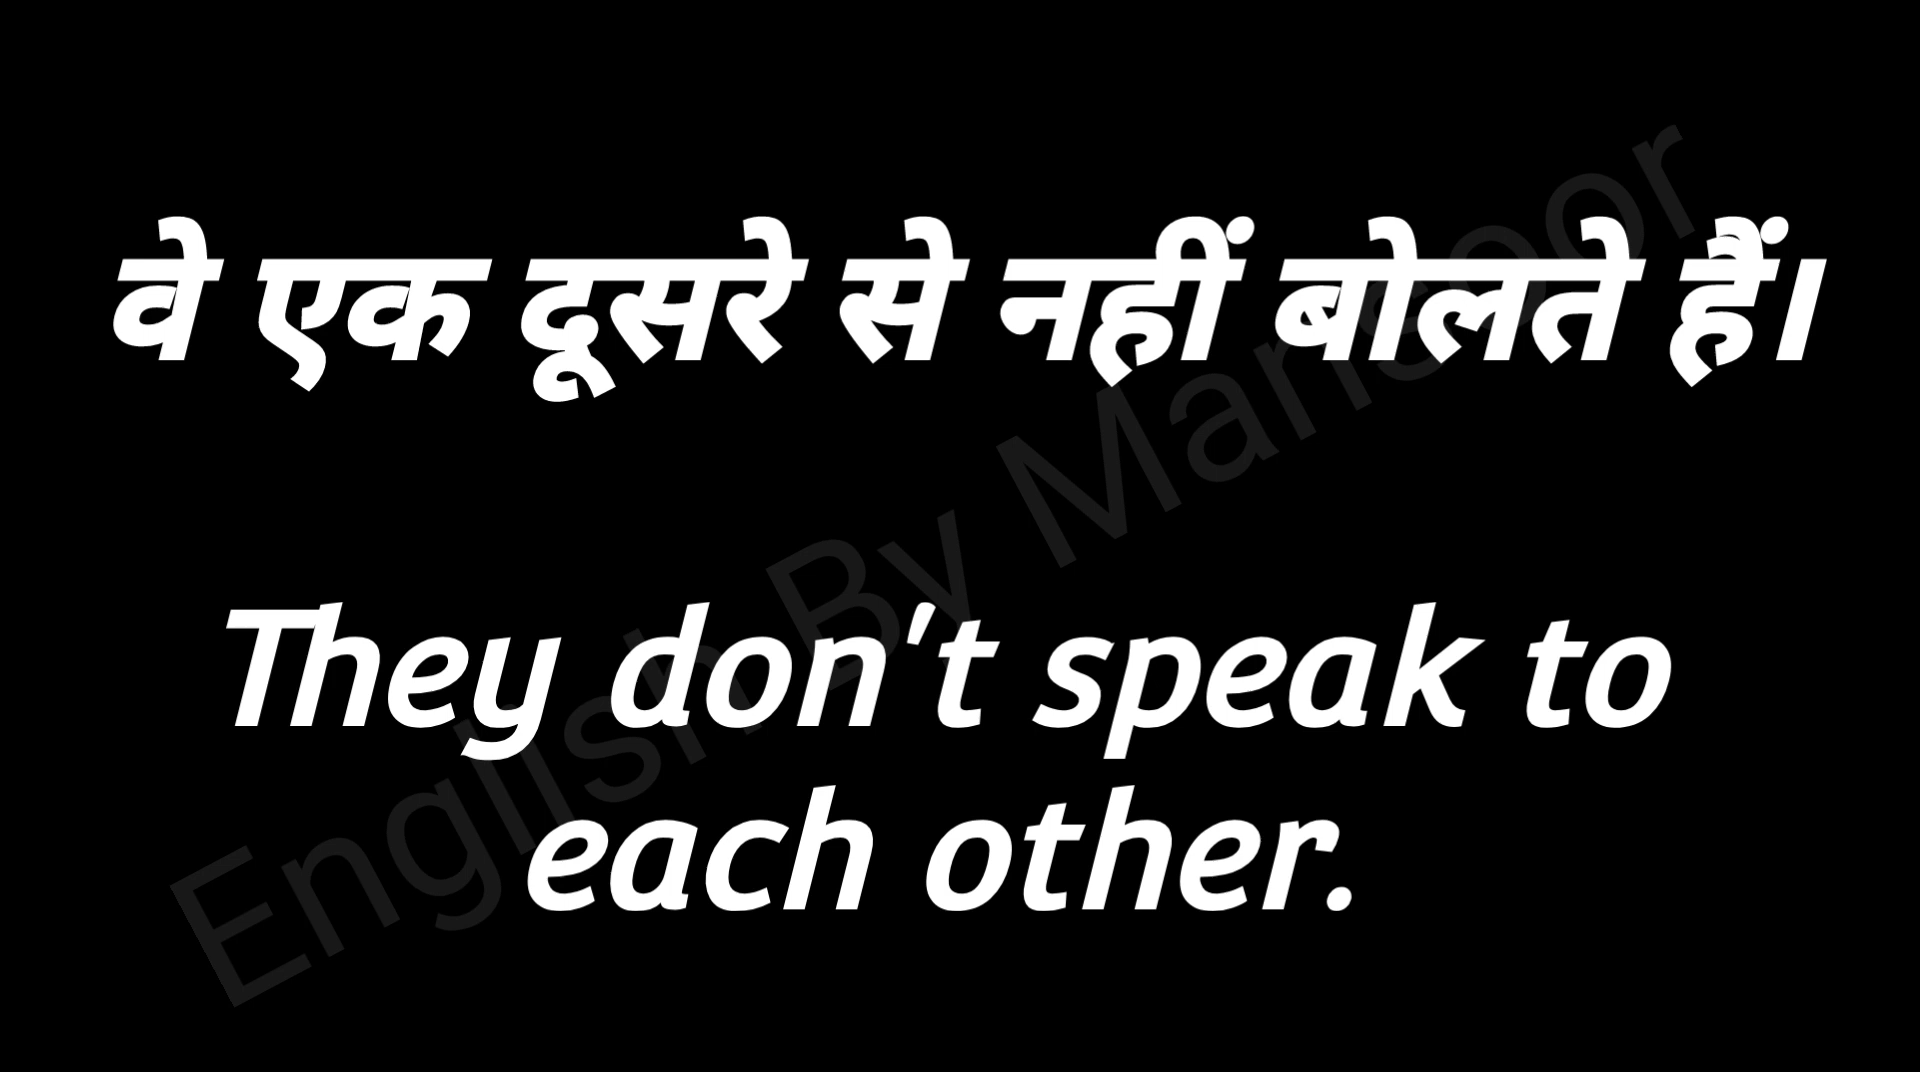 वे एक दूसरे से नहीं बोलते हैं।
They don't speak to
each other.
English By Mansoor